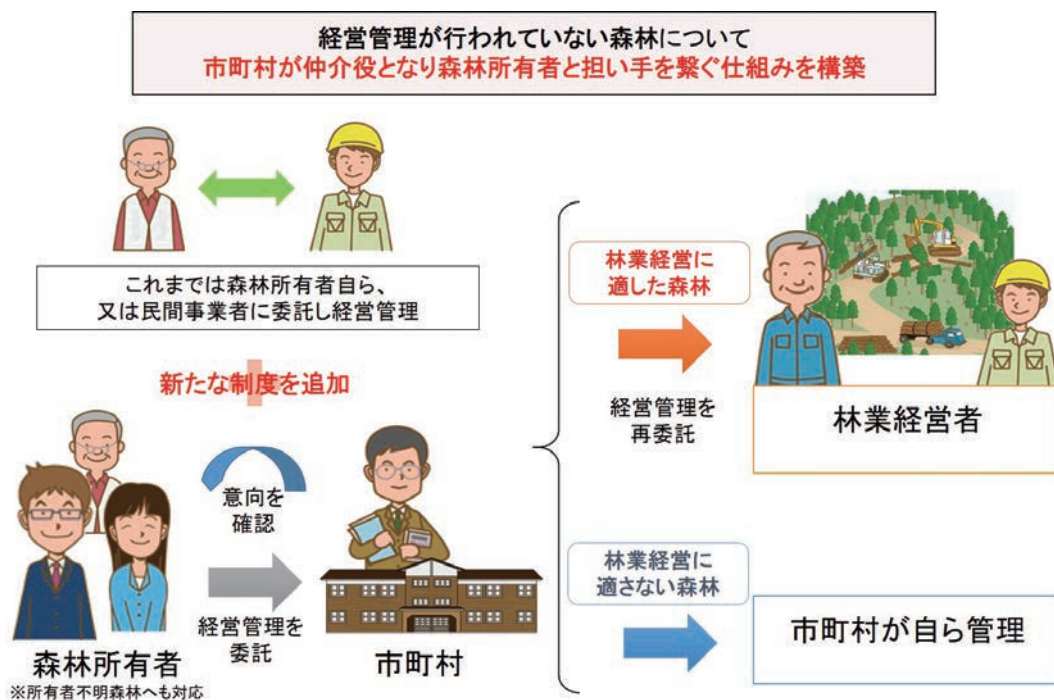 経営管理が行われていない森林について
市町村が仲介役となり森林所有者と担い手を繋ぐ仕組みを構築
これまでは森林所有者自ら、
又は民間事業者に委託し経営管理
新たな制度を追加
意向を
確認
経営管理を
委託
森林所有者
※所有者不明森林へも対応
市町村
林業経営に
適した森林
経営管理を
再委託
林業経営者
林業経営に
適さない森林
市町村が自ら管理